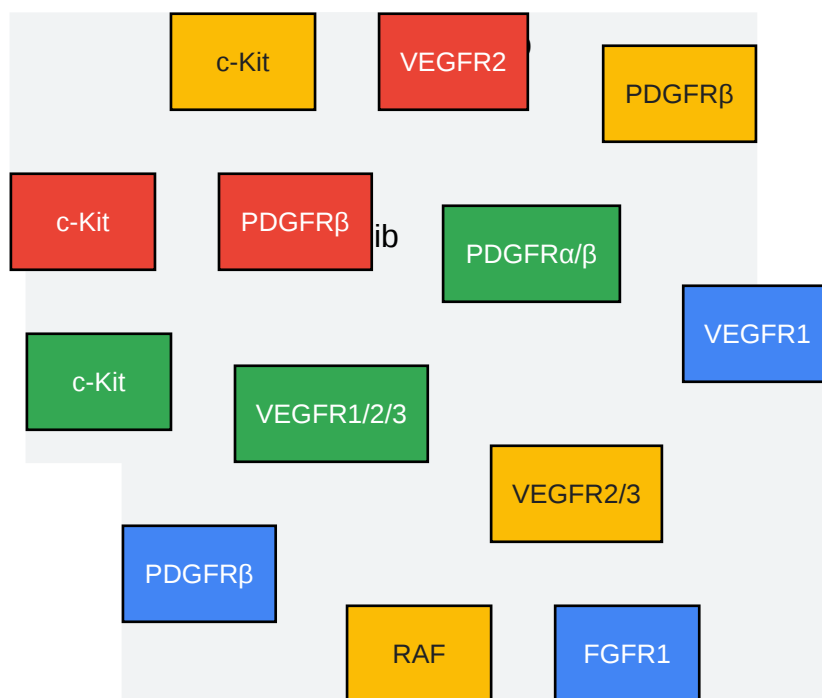 c-Kit
VEGFR2
PDGFRβ
c-Kit
PDGFRβ
ib
PDGFRα/β
VEGFR1
c-Kit
VEGFR1/2/3
VEGFR2/3
PDGFRβ
RAF
FGFR1